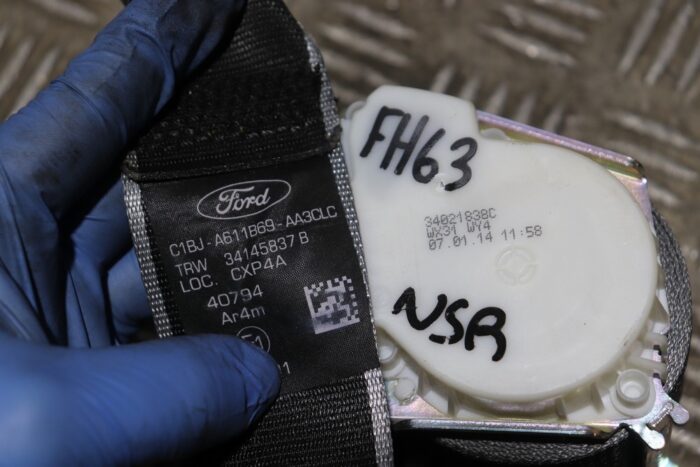 Ford
C1BJ-A611B69-AA3CLC
TRW 34145837 B
LOC. CXP4A
40794
Ar4m
E1
FH63
34021838C
WX31 WY4
07.01.14 11:58
NSR